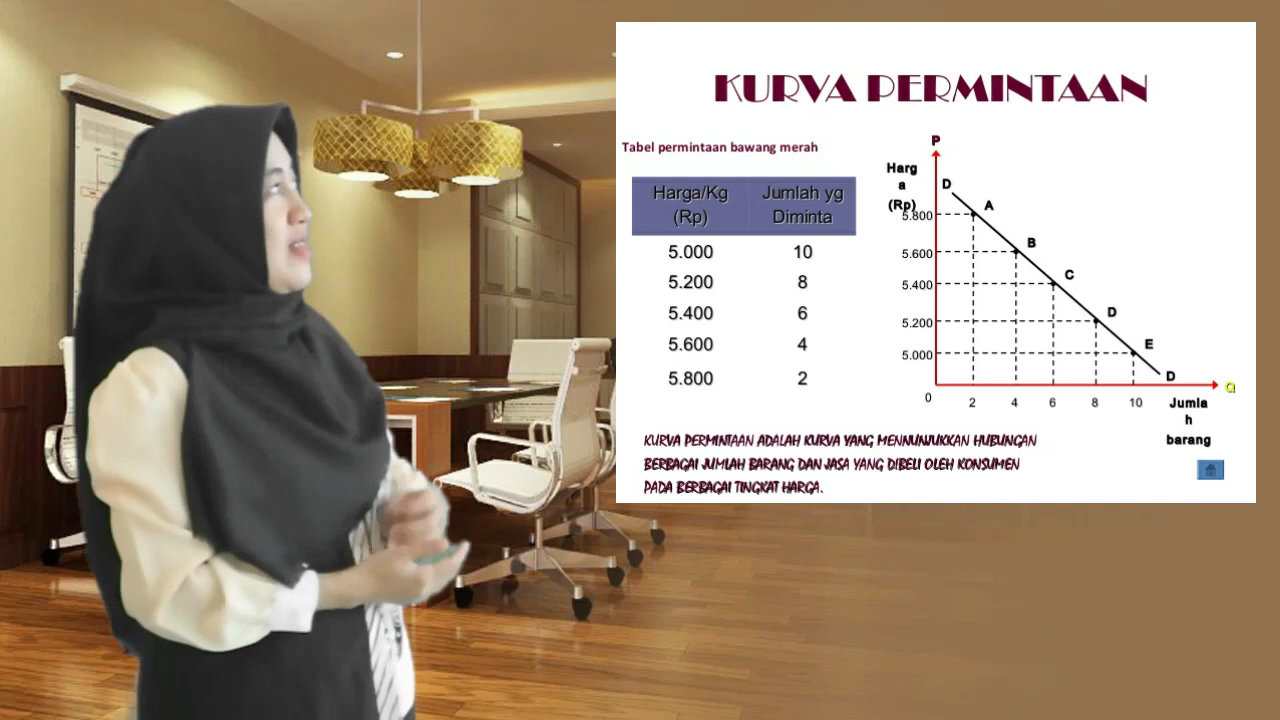 KURVA PERMINTAAN
Tabel permintaan bawang merah
Harga/Kg (Rp) Jumlah yg Diminta
5.000 10
5.200 8
5.400 6
5.600 4
5.800 2
P
Harg
a
(Rp)
D
A
5.800
B
5.600
C
5.400
D
5.200
E
5.000
D
Q
0 2 4 6 8 10
Jumla
h
barang
KURVA PERMINTAAN ADALAH KURVA YANG MENNUNJUKKAN HUBUNGAN
BERBAGAI JUMLAH BARANG DAN JASA YANG DIBELI OLEH KONSUMEN
PADA BERBAGAI TINGKAT HARGA.